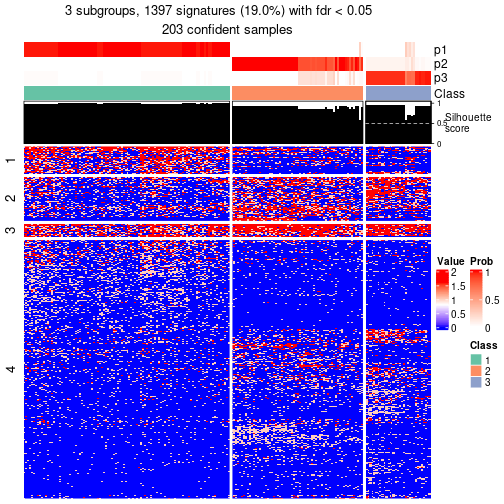 3 subgroups, 1397 signatures (19.0%) with fdr < 0.05
203 confident samples
p1
p2
p3
Class
1
0.5
0
Silhouette
score
1
2
3
4
Value
2
1.5
1
0.5
0
Prob
1
0.5
0
Class
1
2
3